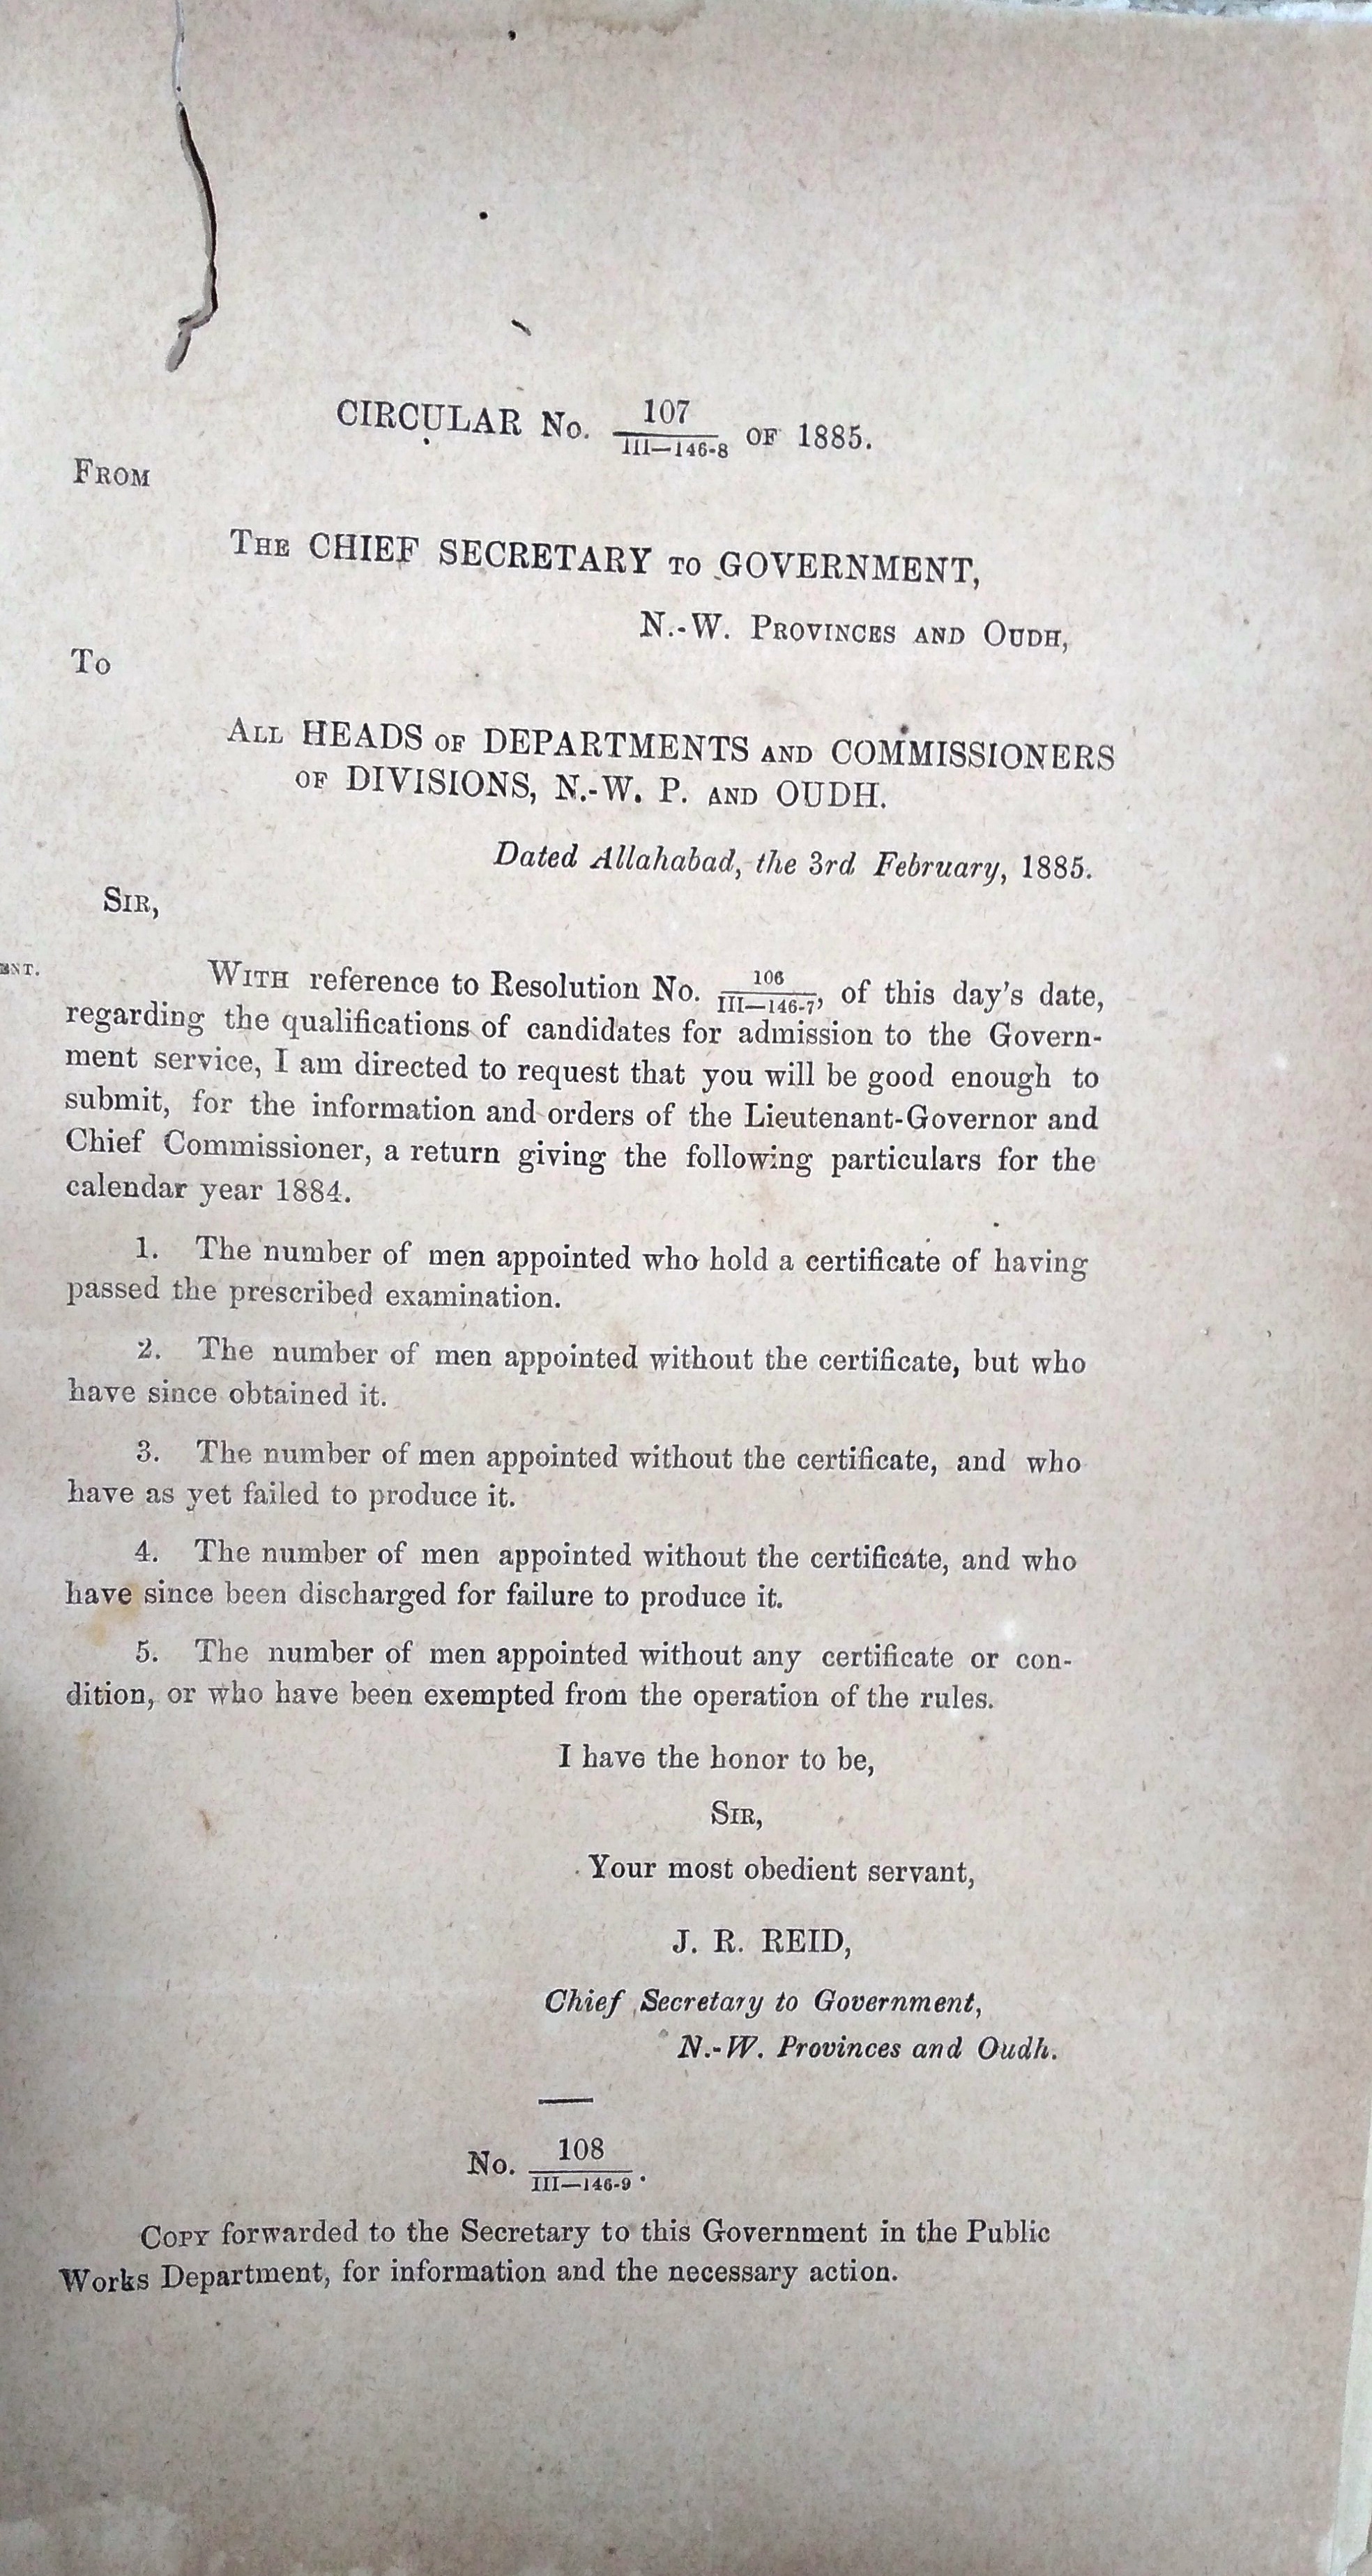 CIRCULAR No. 107/III—146-8 OF 1885.
FROM
THE CHIEF SECRETARY TO GOVERNMENT,
N.-W. PROVINCES AND OUDH,
To
ALL HEADS OF DEPARTMENTS AND COMMISSIONERS
OF DIVISIONS, N.-W. P. AND OUDH.
Dated Allahabad, the 3rd February, 1885.
SIR,
WITH reference to Resolution No. 106/III—146-7, of this day's date,
regarding the qualifications of candidates for admission to the Govern-
ment service, I am directed to request that you will be good enough to
submit, for the information and orders of the Lieutenant-Governor and
Chief Commissioner, a return giving the following particulars for the
calendar year 1884.
1. The number of men appointed who hold a certificate of having
passed the prescribed examination.
2. The number of men appointed without the certificate, but who
have since obtained it.
3. The number of men appointed without the certificate, and who
have as yet failed to produce it.
4. The number of men appointed without the certificate, and who
have since been discharged for failure to produce it.
5. The number of men appointed without any certificate or con-
dition, or who have been exempted from the operation of the rules.
I have the honor to be,
SIR,
Your most obedient servant,
J. R. REID,
Chief Secretary to Government,
N.-W. Provinces and Oudh.
No. 108/III—146-9.
COPY forwarded to the Secretary to this Government in the Public
Works Department, for information and the necessary action.